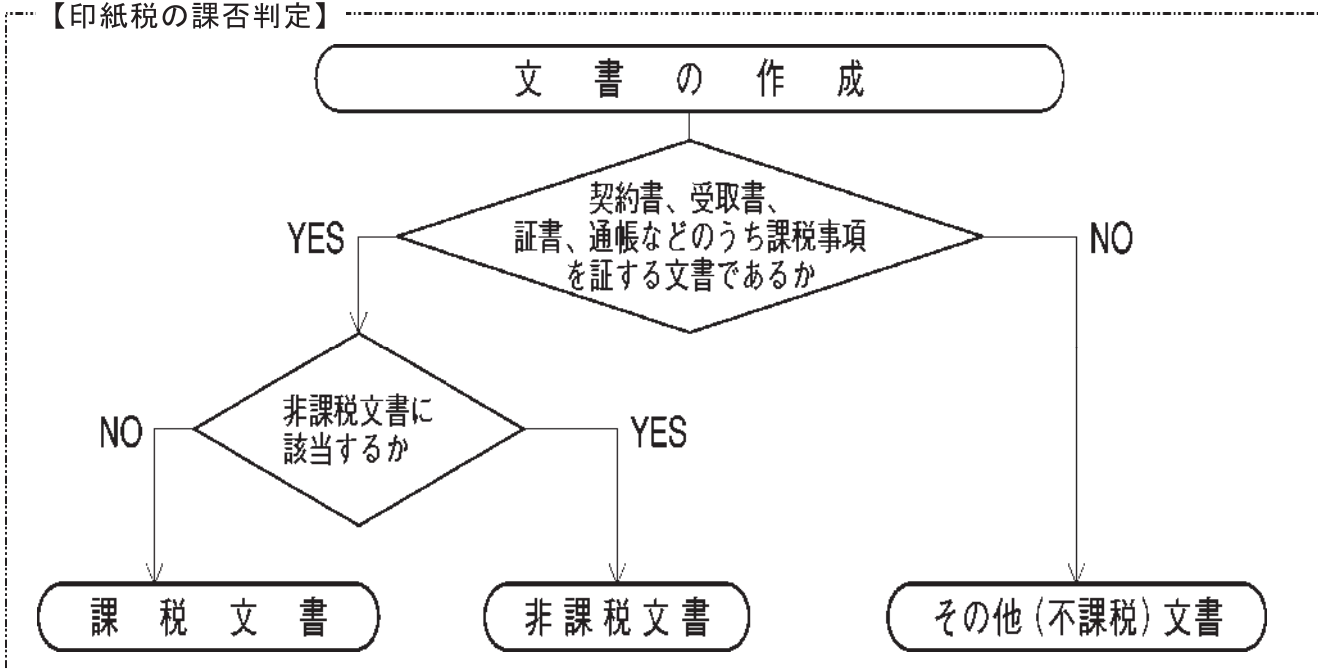 【印紙税の課否判定】
文書の作成
契約書、受取書、
証書、通帳などのうち課税事項
を証する文書であるか
YES
NO
非課税文書に
該当するか
NO
YES
課税文書
非課税文書
その他(不課税)文書